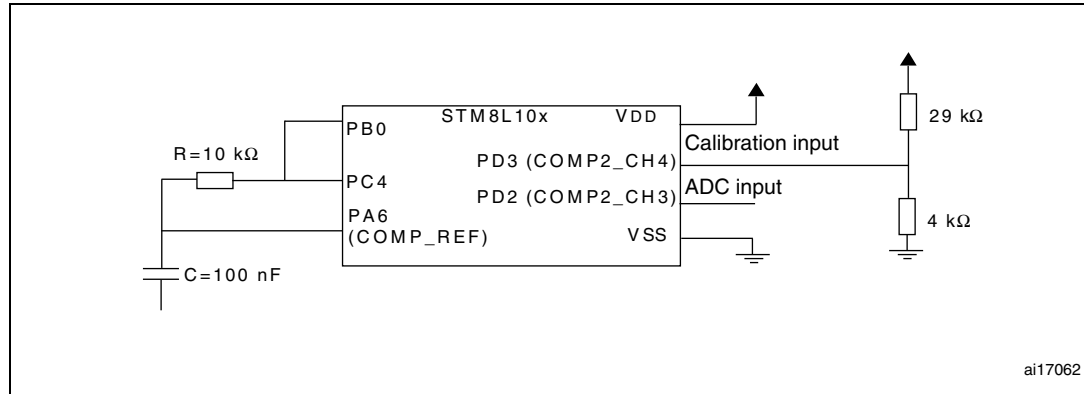 STM8L10x
VDD
PB0
29 kΩ
Calibration input
R=10 kΩ
PD3 (COMP2_CH4)
PC4
ADC input
PD2 (COMP2_CH3)
PA6
(COMP_REF)
4 kΩ
VSS
C=100 nF
ai17062